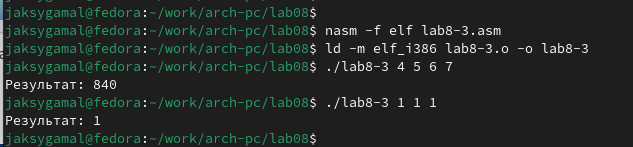 jaksygamal@fedora:~/work/arch-pc/lab08$
jaksygamal@fedora:~/work/arch-pc/lab08$ nasm -f elf lab8-3.asm
jaksygamal@fedora:~/work/arch-pc/lab08$ ld -m elf_i386 lab8-3.o -o lab8-3
jaksygamal@fedora:~/work/arch-pc/lab08$ ./lab8-3 4 5 6 7
Результат: 840
jaksygamal@fedora:~/work/arch-pc/lab08$ ./lab8-3 1 1 1
Результат: 1
jaksygamal@fedora:~/work/arch-pc/lab08$